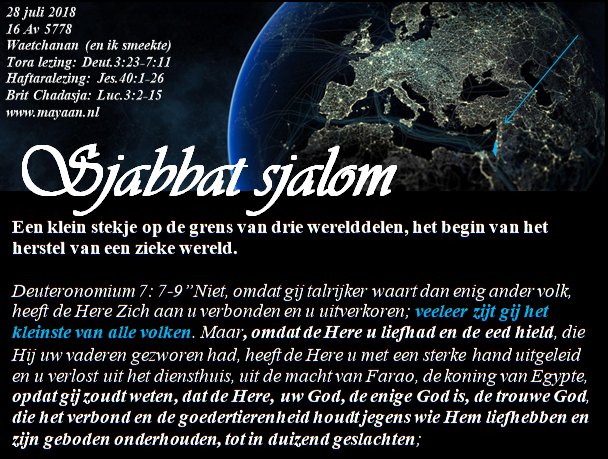 28 juli 2018
16 Av 5778
Waetchanan (en ik smeekte)
Tora lezing: Deut.3:23-7:11
Haftaralezing: Jes.40:1-26
Brit Chadasja: Luc.3:2-15
www.mayaan.nl
Sjabbat sjalom
Een klein stekje op de grens van drie werelddelen, het begin van het
herstel van een zieke wereld.
Deuteronomium 7: 7-9”Niet, omdat gij talrijker waart dan enig ander volk,
heeft de Here Zich aan u verbonden en u uitverkoren; veeleer zijt gij het
kleinste van alle volken. Maar, omdat de Here u liefhad en de eed hield, die
Hij uw vaderen gezworen had, heeft de Here u met een sterke hand uitgeleid
en u verlost uit het diensthuis, uit de macht van Farao, de koning van Egypte,
opdat gij zoudt weten, dat de Here, uw God, de enige God is, de trouwe God,
die het verbond en de goedertierenheid houdt jegens wie Hem liefhebben en
zijn geboden onderhouden, tot in duizend geslachten;